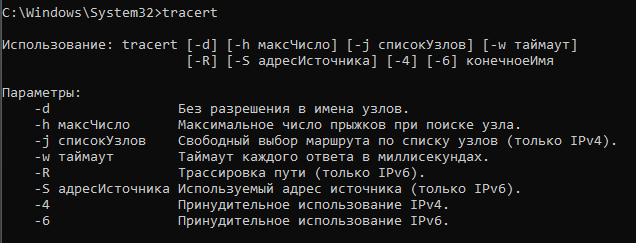 C:\Windows\System32>tracert
Использование: tracert [-d] [-h максЧисло] [-j списокУзлов] [-w таймаут]
[-R] [-S адресИсточника] [-4] [-6] конечноеИмя
Параметры:
-d Без разрешения в имена узлов.
-h максЧисло Максимальное число прыжков при поиске узла.
-j списокУзлов Свободный выбор маршрута по списку узлов (только IPv4).
-w таймаут Таймаут каждого ответа в миллисекундах.
-R Трассировка пути (только IPv6).
-S адресИсточника Используемый адрес источника (только IPv6).
-4 Принудительное использование IPv4.
-6 Принудительное использование IPv6.